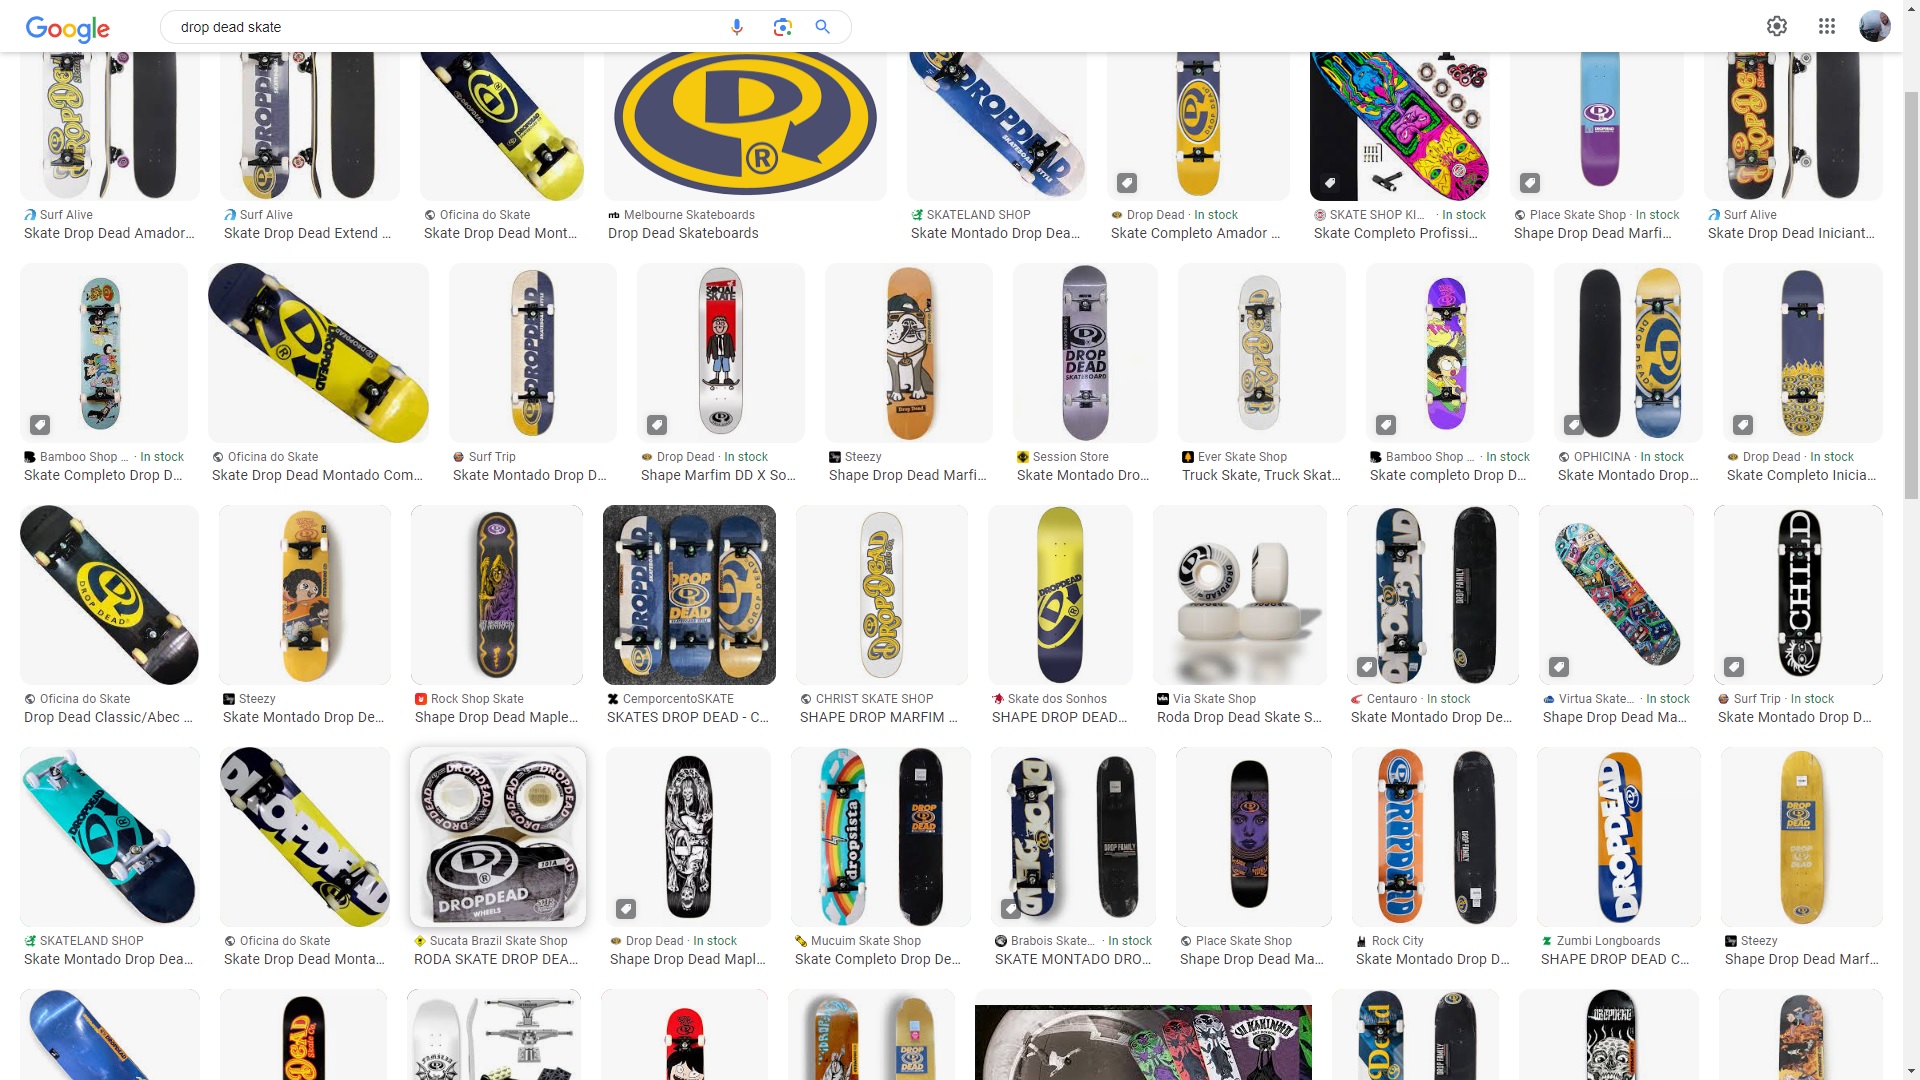 Google
drop dead skate
Surf Alive
Skate Drop Dead Amador...
Surf Alive
Skate Drop Dead Extend ...
Oficina do Skate
Skate Drop Dead Mont...
Melbourne Skateboards
Drop Dead Skateboards
SKATELAND SHOP
Skate Montado Drop Dea...
Drop Dead · In stock
Skate Completo Amador ...
SKATE SHOP KI... · In stock
Skate Completo Profissi...
Place Skate Shop · In stock
Shape Drop Dead Marfi...
Surf Alive
Skate Drop Dead Iniciant...
Bamboo Shop ... · In stock
Skate Completo Drop D...
Oficina do Skate
Skate Drop Dead Montado Com...
Surf Trip
Skate Montado Drop D...
Drop Dead · In stock
Shape Marfim DD X So...
Steezy
Shape Drop Dead Marfi...
Session Store
Skate Montado Dro...
Ever Skate Shop
Truck Skate, Truck Skat...
Bamboo Shop ... · In stock
Skate completo Drop D...
OPHICINA · In stock
Skate Montado Drop...
Drop Dead · In stock
Skate Completo Inicia...
Oficina do Skate
Drop Dead Classic/Abec ...
Steezy
Skate Montado Drop De...
Rock Shop Skate
Shape Drop Dead Maple...
CemporcentoSKATE
SKATES DROP DEAD - C...
CHRIST SKATE SHOP
SHAPE DROP MARFIM ...
Skate dos Sonhos
SHAPE DROP DEAD...
Via Skate Shop
Roda Drop Dead Skate S...
Centauro · In stock
Skate Montado Drop De...
Virtua Skate... · In stock
Shape Drop Dead Ma...
Surf Trip
Skate Montado Drop D...
SKATELAND SHOP
Skate Montado Drop Dea...
Oficina do Skate
Skate Drop Dead Monta...
Sucata Brazil Skate Shop
RODA SKATE DROP DEA...
Drop Dead · In stock
Shape Drop Dead Mapl...
Mucuim Skate Shop
Skate Completo Drop De...
Brabois Skate... · In stock
SKATE MONTADO DRO...
Place Skate Shop
Shape Drop Dead Ma...
Rock City
Skate Montado Drop D...
Zumbi Longboards
SHAPE DROP DEAD C...
Steezy
Shape Drop Dead Marf...